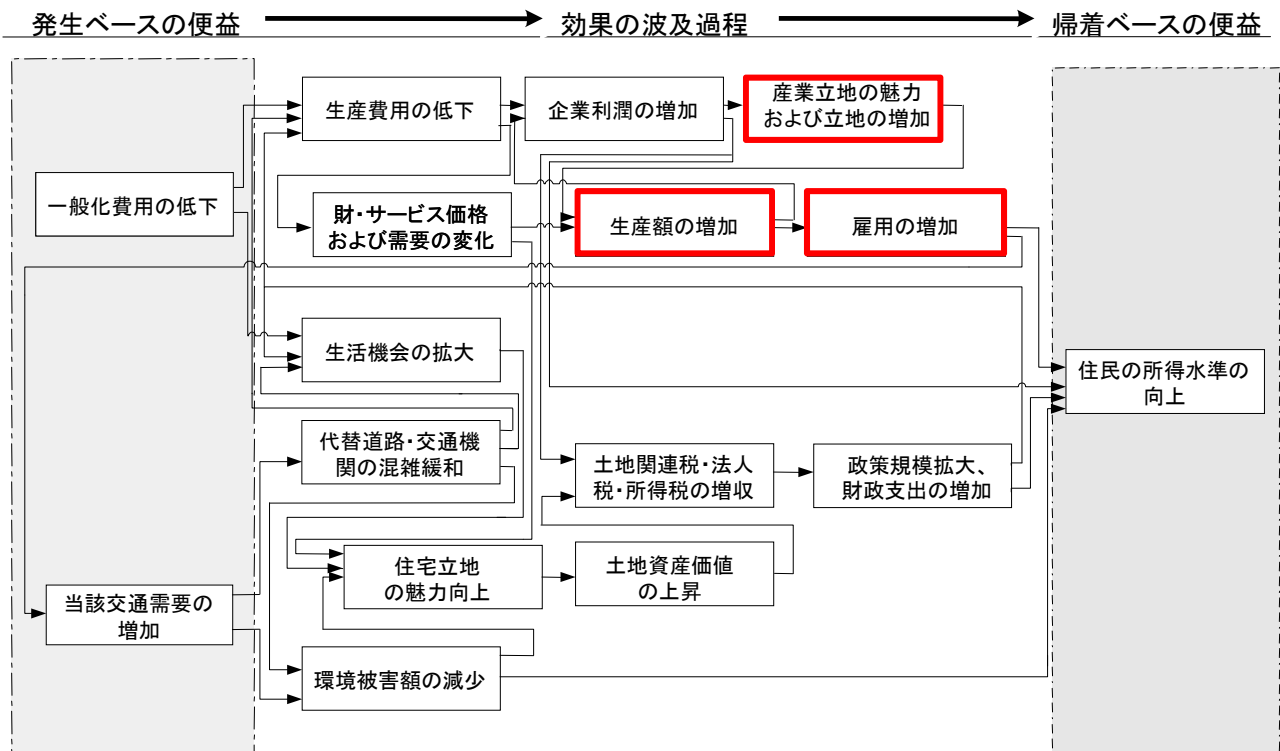 発生ベースの便益
効果の波及過程
帰着ベースの便益
生産費用の低下
企業利潤の増加
産業立地の魅力
および立地の増加
一般化費用の低下
財・サービス価格
および需要の変化
生産額の増加
雇用の増加
生活機会の拡大
住民の所得水準の
向上
代替道路・交通機
関の混雑緩和
土地関連税・法人
税・所得税の増収
政策規模拡大、
財政支出の増加
住宅立地
の魅力向上
土地資産価値
の上昇
当該交通需要の
増加
環境被害額の減少